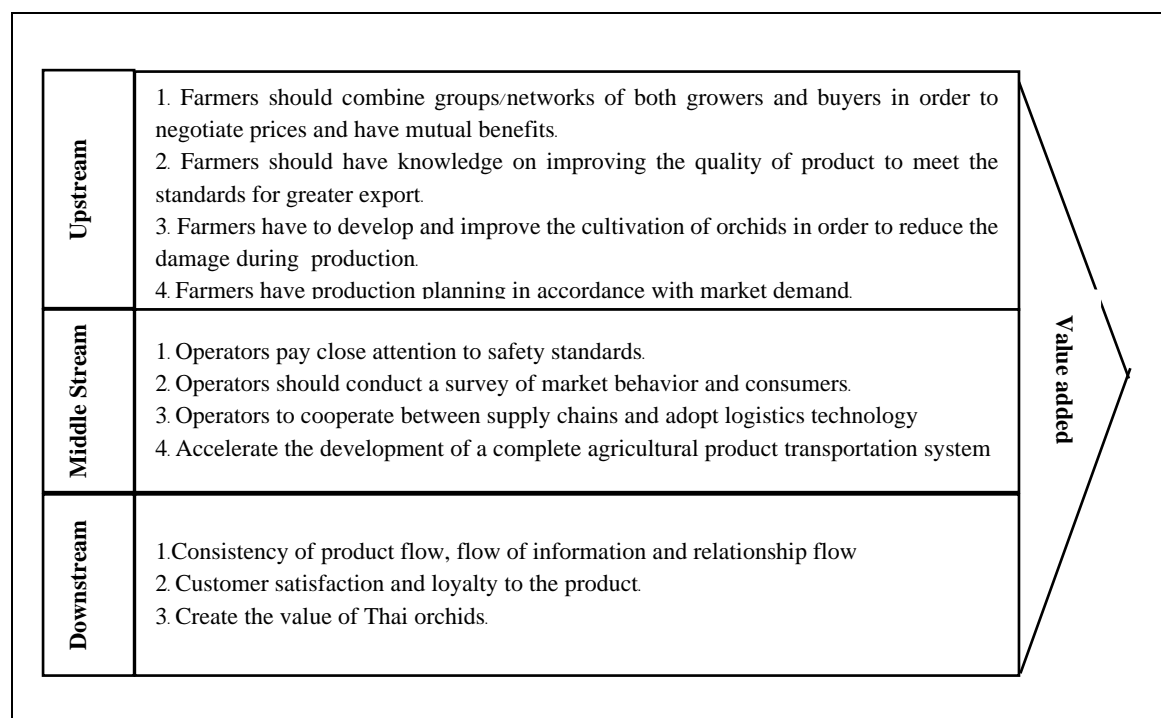 Upstream
1. Farmers should combine groups/networks of both growers and buyers in order to
negotiate prices and have mutual benefits.
2. Farmers should have knowledge on improving the quality of product to meet the
standards for greater export.
3. Farmers have to develop and improve the cultivation of orchids in order to reduce the
damage during production.
4. Farmers have production planning in accordance with market demand.
Middle Stream
1. Operators pay close attention to safety standards.
2. Operators should conduct a survey of market behavior and consumers.
3. Operators to cooperate between supply chains and adopt logistics technology
4. Accelerate the development of a complete agricultural product transportation system
Downstream
1.Consistency of product flow, flow of information and relationship flow
2. Customer satisfaction and loyalty to the product.
3. Create the value of Thai orchids.
Value added